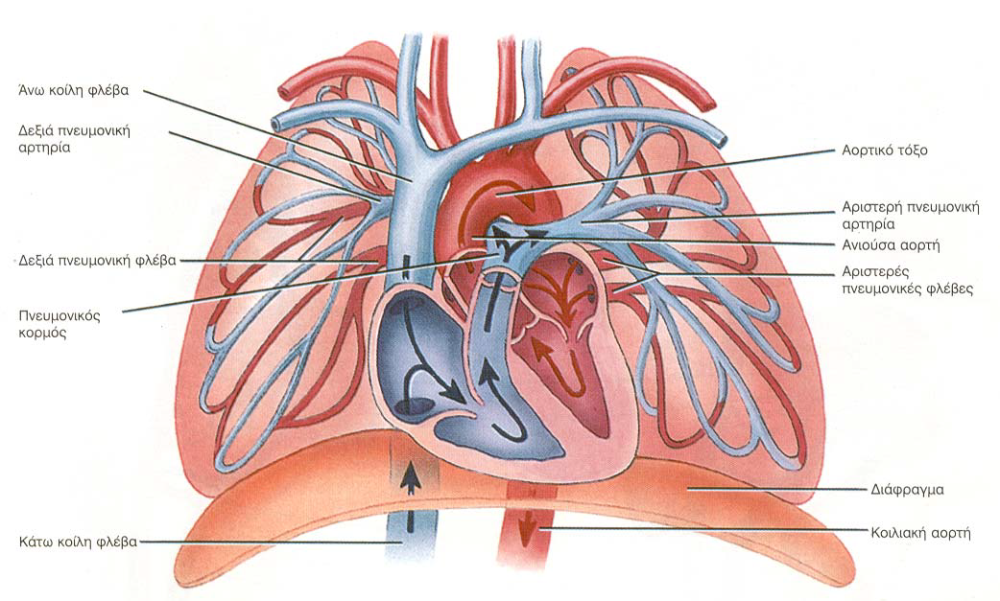 Άνω κοίλη φλέβα
Δεξιά πνευμονική
αρτηρία
Δεξιά πνευμονική φλέβα
Πνευμονικός
κορμός
Κάτω κοίλη φλέβα
Αορτικό τόξο
Αριστερή πνευμονική
αρτηρία
Ανιούσα αορτή
Αριστερές
πνευμονικές φλέβες
Διάφραγμα
Κοιλιακή αορτή